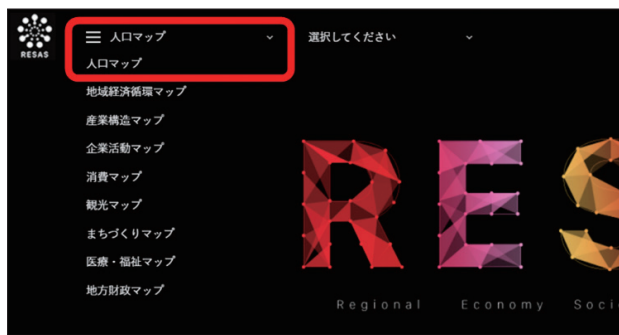 RESAS
人口マップ
選択してください
人口マップ
地域経済循環マップ
産業構造マップ
企業活動マップ
消費マップ
観光マップ
まちづくりマップ
医療・福祉マップ
地方財政マップ
RES
Regional Economy Soci